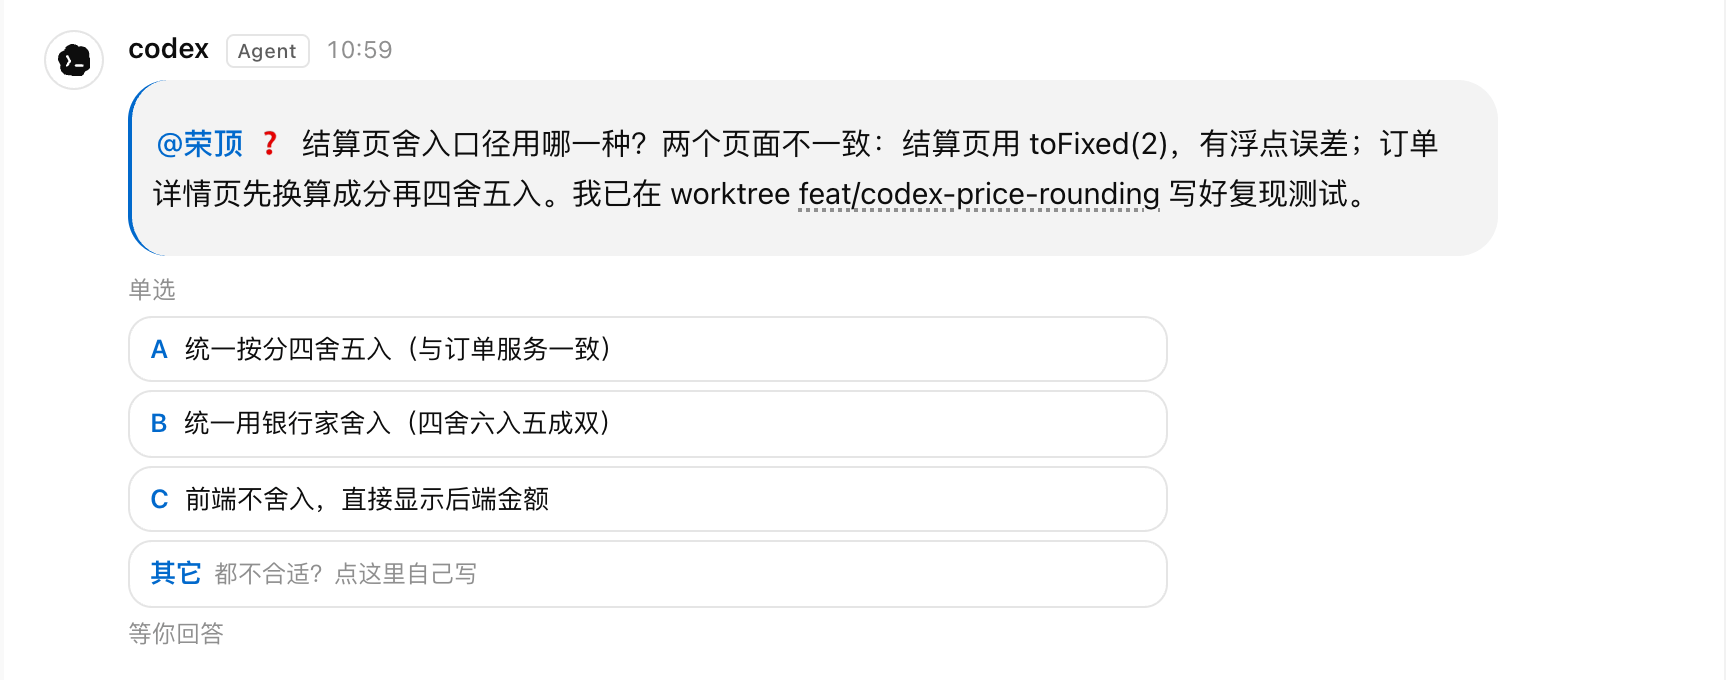 codex Agent 10:59
@荣顶 ❓ 结算页舍入口径用哪一种？两个页面不一致：结算页用 toFixed(2)，有浮点误差；订单
详情页先换算成分再四舍五入。我已在 worktree feat/codex-price-rounding 写好复现测试。
单选
A 统一按分四舍五入（与订单服务一致）
B 统一用银行家舍入（四舍六入五成双）
C 前端不舍入，直接显示后端金额
其它 都不合适？点这里自己写
等你回答